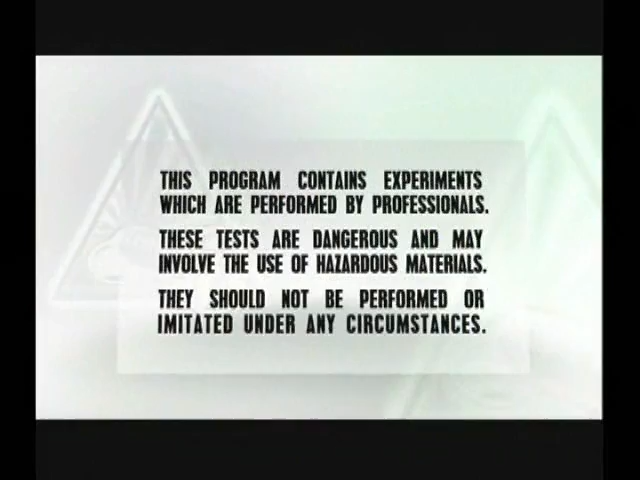 THIS PROGRAM CONTAINS EXPERIMENTS
WHICH ARE PERFORMED BY PROFESSIONALS.
THESE TESTS ARE DANGEROUS AND MAY
INVOLVE THE USE OF HAZARDOUS MATERIALS.
THEY SHOULD NOT BE PERFORMED OR
IMITATED UNDER ANY CIRCUMSTANCES.